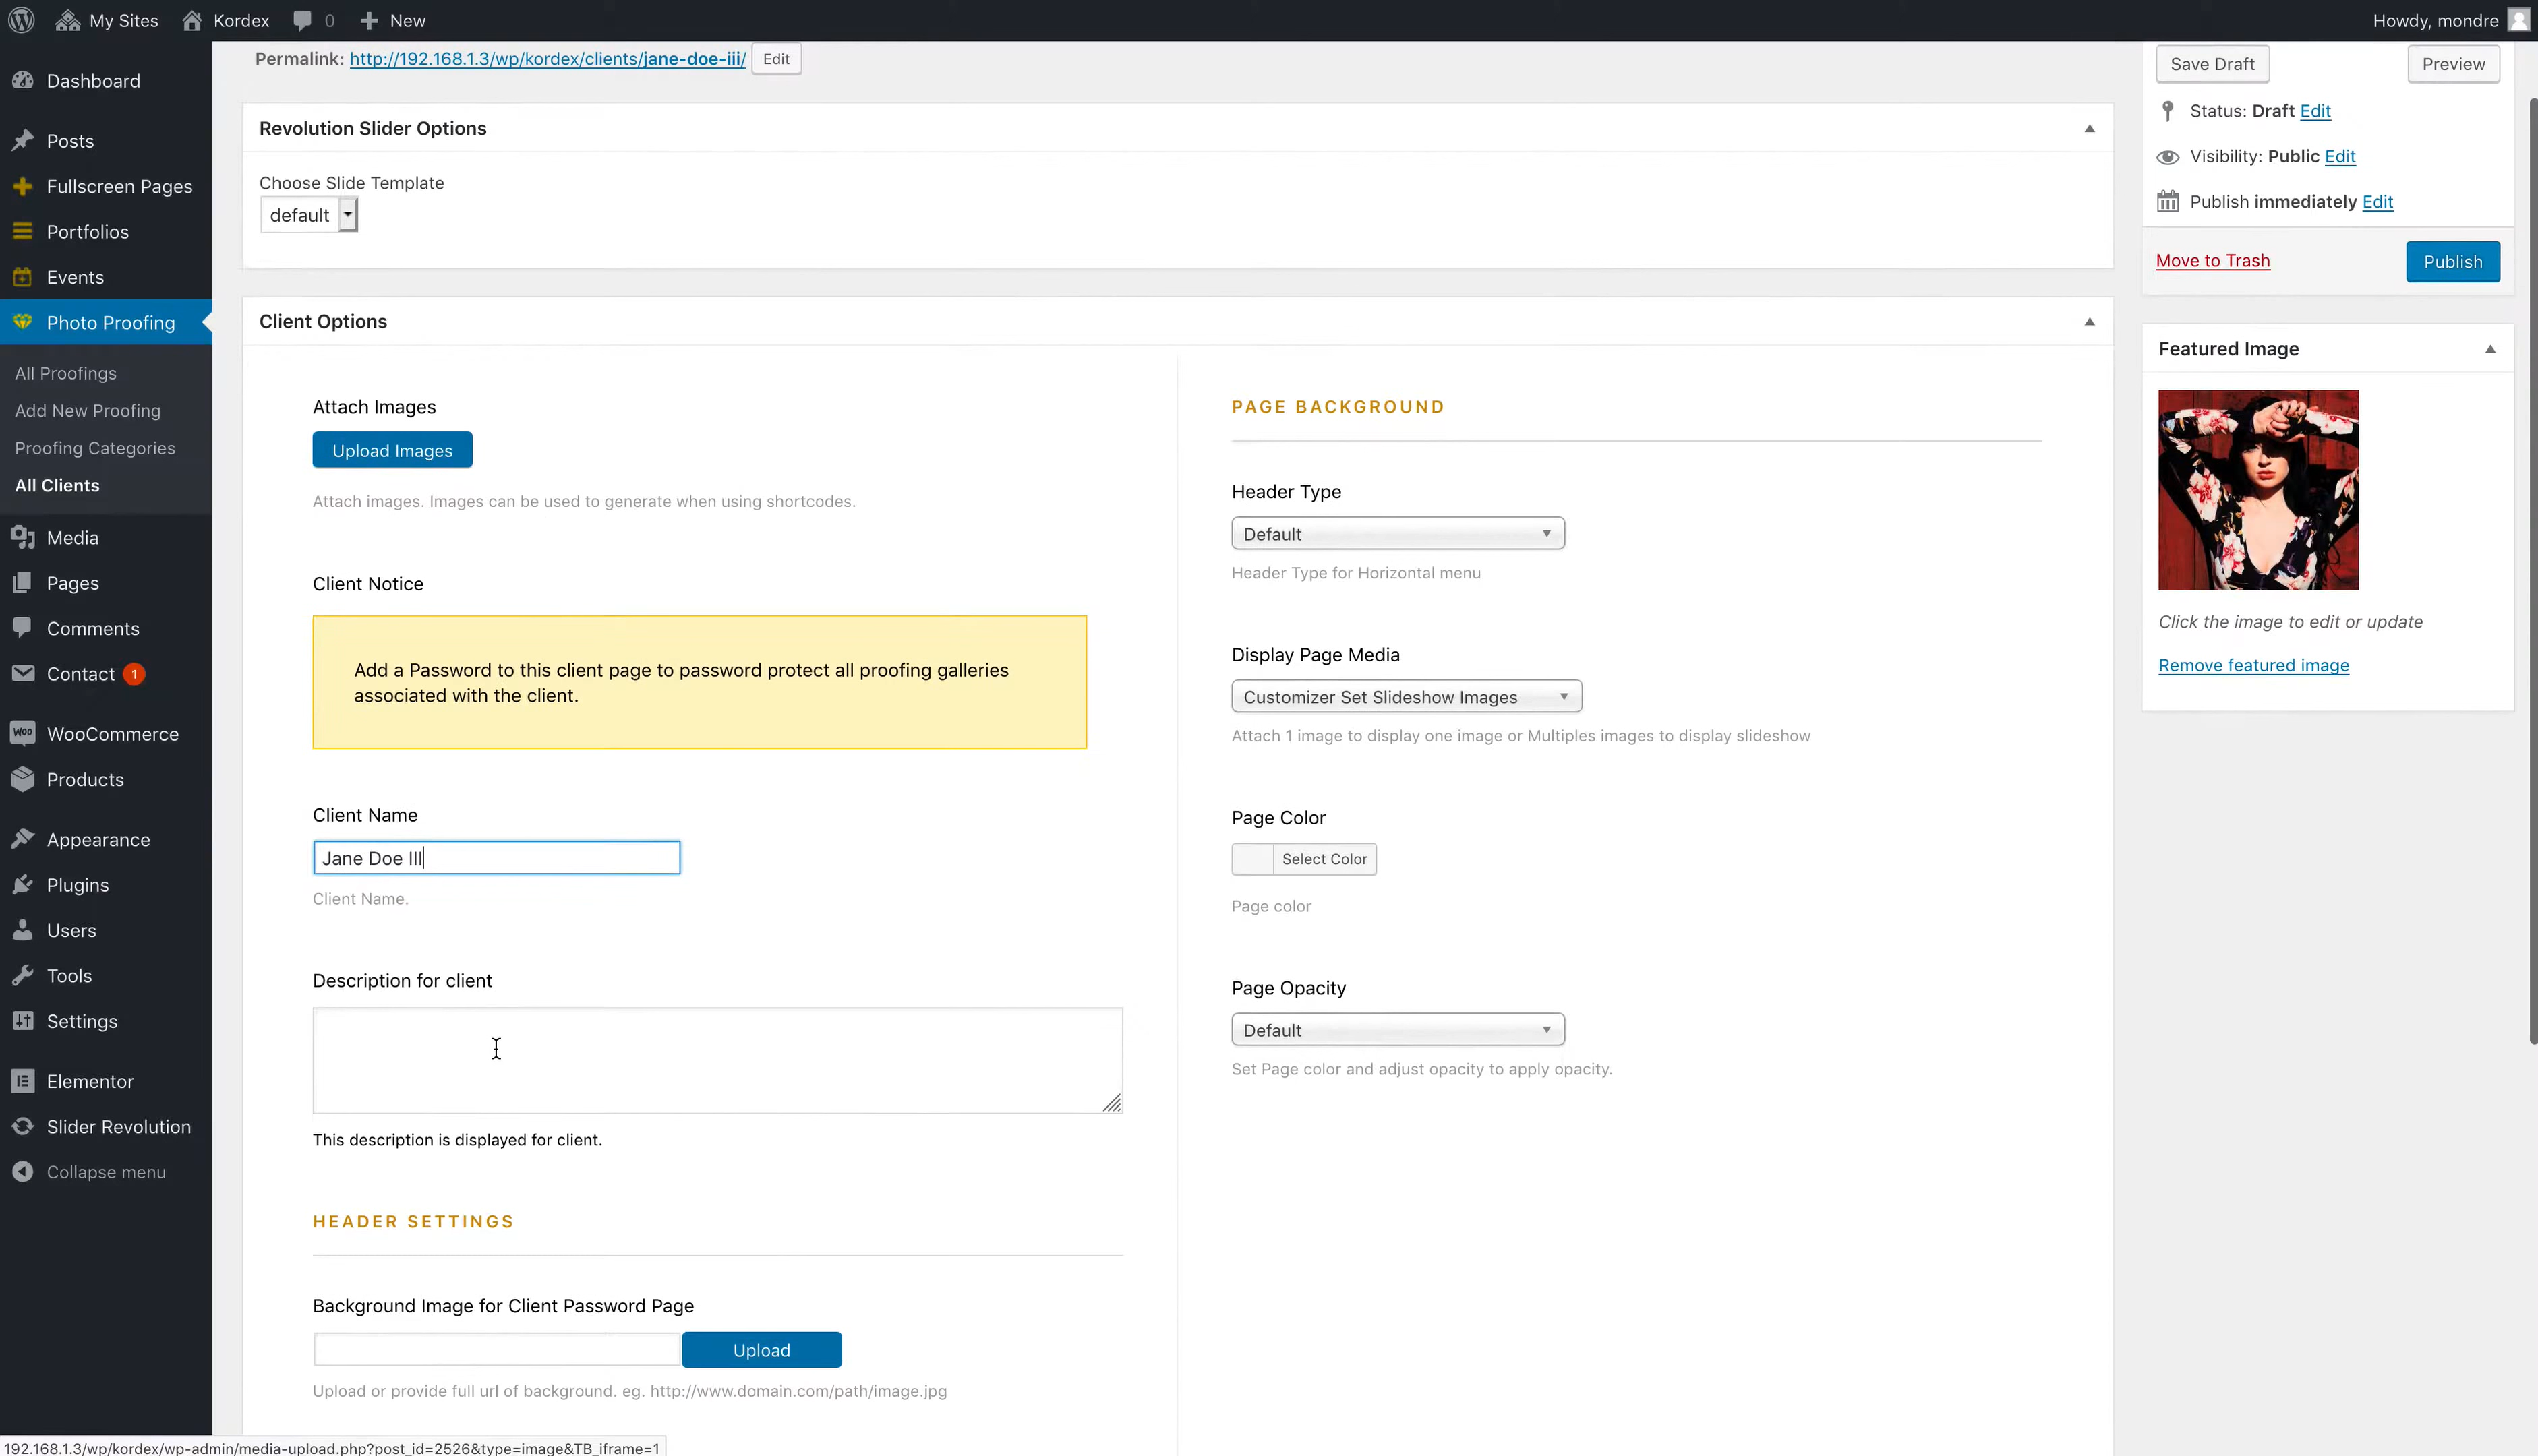 My Sites
Kordex
0
New
Howdy, mondre
Dashboard
Posts
Fullscreen Pages
Portfolios
Events
Photo Proofing
All Proofings
Add New Proofing
Proofing Categories
All Clients
Media
Pages
Comments
Contact 1
WooCommerce
Products
Appearance
Plugins
Users
Tools
Settings
Elementor
Slider Revolution
Collapse menu
Permalink: http://192.168.1.3/wp/kordex/clients/jane-doe-iii/ Edit
Revolution Slider Options
Choose Slide Template
default
Client Options
Attach Images
Upload Images
Attach images. Images can be used to generate when using shortcodes.
Client Notice
Add a Password to this client page to password protect all proofing galleries
associated with the client.
Client Name
Jane Doe III
Client Name.
Description for client
This description is displayed for client.
HEADER SETTINGS
Background Image for Client Password Page
Upload
Upload or provide full url of background. eg. http://www.domain.com/path/image.jpg
PAGE BACKGROUND
Header Type
Default
Header Type for Horizontal menu
Display Page Media
Customizer Set Slideshow Images
Attach 1 image to display one image or Multiples images to display slideshow
Page Color
Select Color
Page color
Page Opacity
Default
Set Page color and adjust opacity to apply opacity.
Save Draft
Preview
Status: Draft Edit
Visibility: Public Edit
Publish immediately Edit
Move to Trash
Publish
Featured Image
Click the image to edit or update
Remove featured image
192.168.1.3/wp/kordex/wp-admin/media-upload.php?post_id=2526&type=image&TB_iframe=1